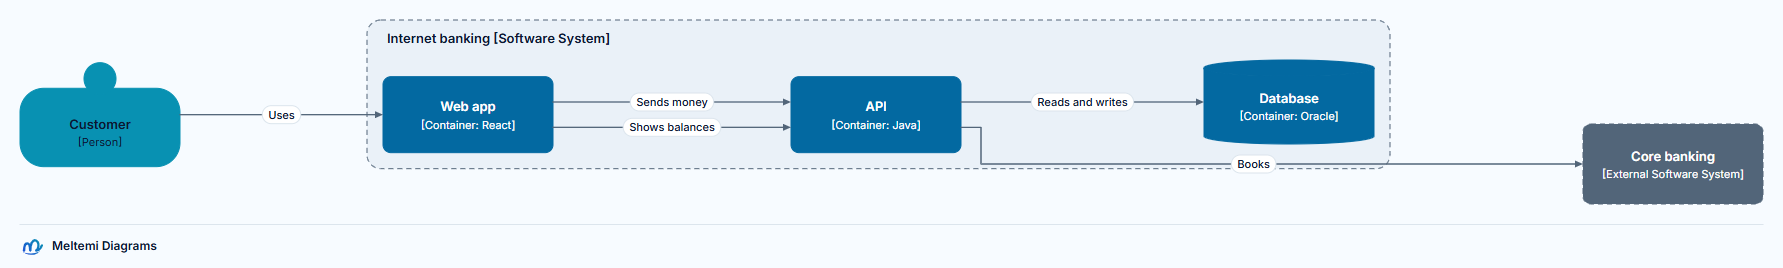 Internet banking [Software System]
Customer
[Person]
Uses
Web app
[Container: React]
Sends money
Shows balances
API
[Container: Java]
Reads and writes
Books
Database
[Container: Oracle]
Core banking
[External Software System]
Meltemi Diagrams